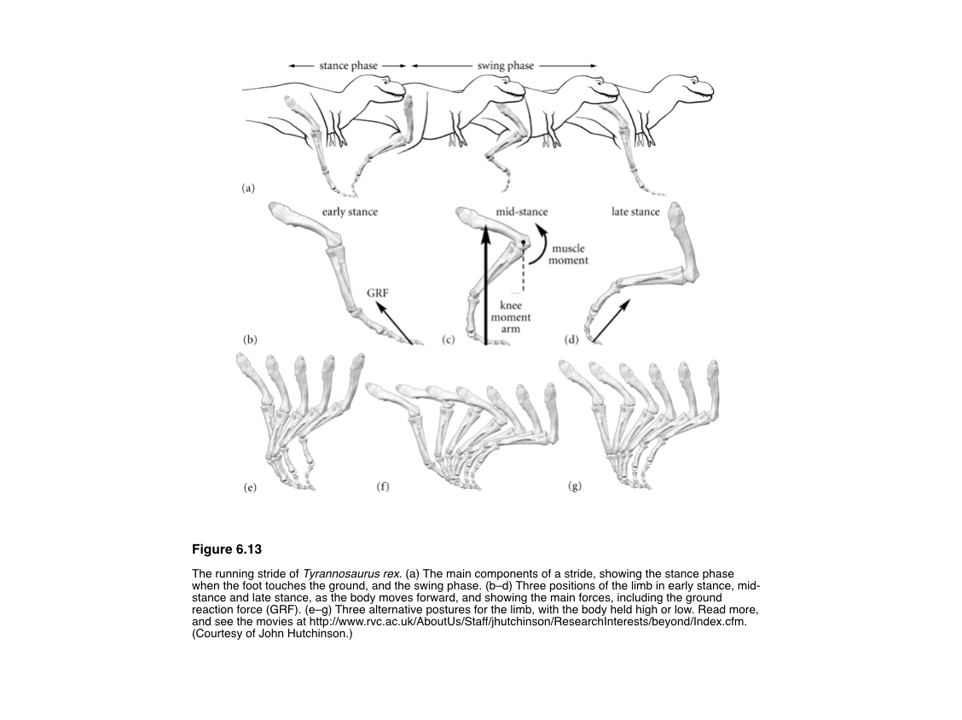 stance phase
swing phase
(a)
early stance
mid-stance
late stance
muscle
moment
GRF
knee
moment
arm
(b)
(c)
(d)
(e)
(f)
(g)
Figure 6.13
The running stride of Tyrannosaurus rex. (a) The main components of a stride, showing the stance phase
when the foot touches the ground, and the swing phase. (b–d) Three positions of the limb in early stance, mid-
stance and late stance, as the body moves forward, and showing the main forces, including the ground
reaction force (GRF). (e–g) Three alternative postures for the limb, with the body held high or low. Read more,
and see the movies at http://www.rvc.ac.uk/AboutUs/Staff/jhutchinson/ResearchInterests/beyond/Index.cfm.
(Courtesy of John Hutchinson.)